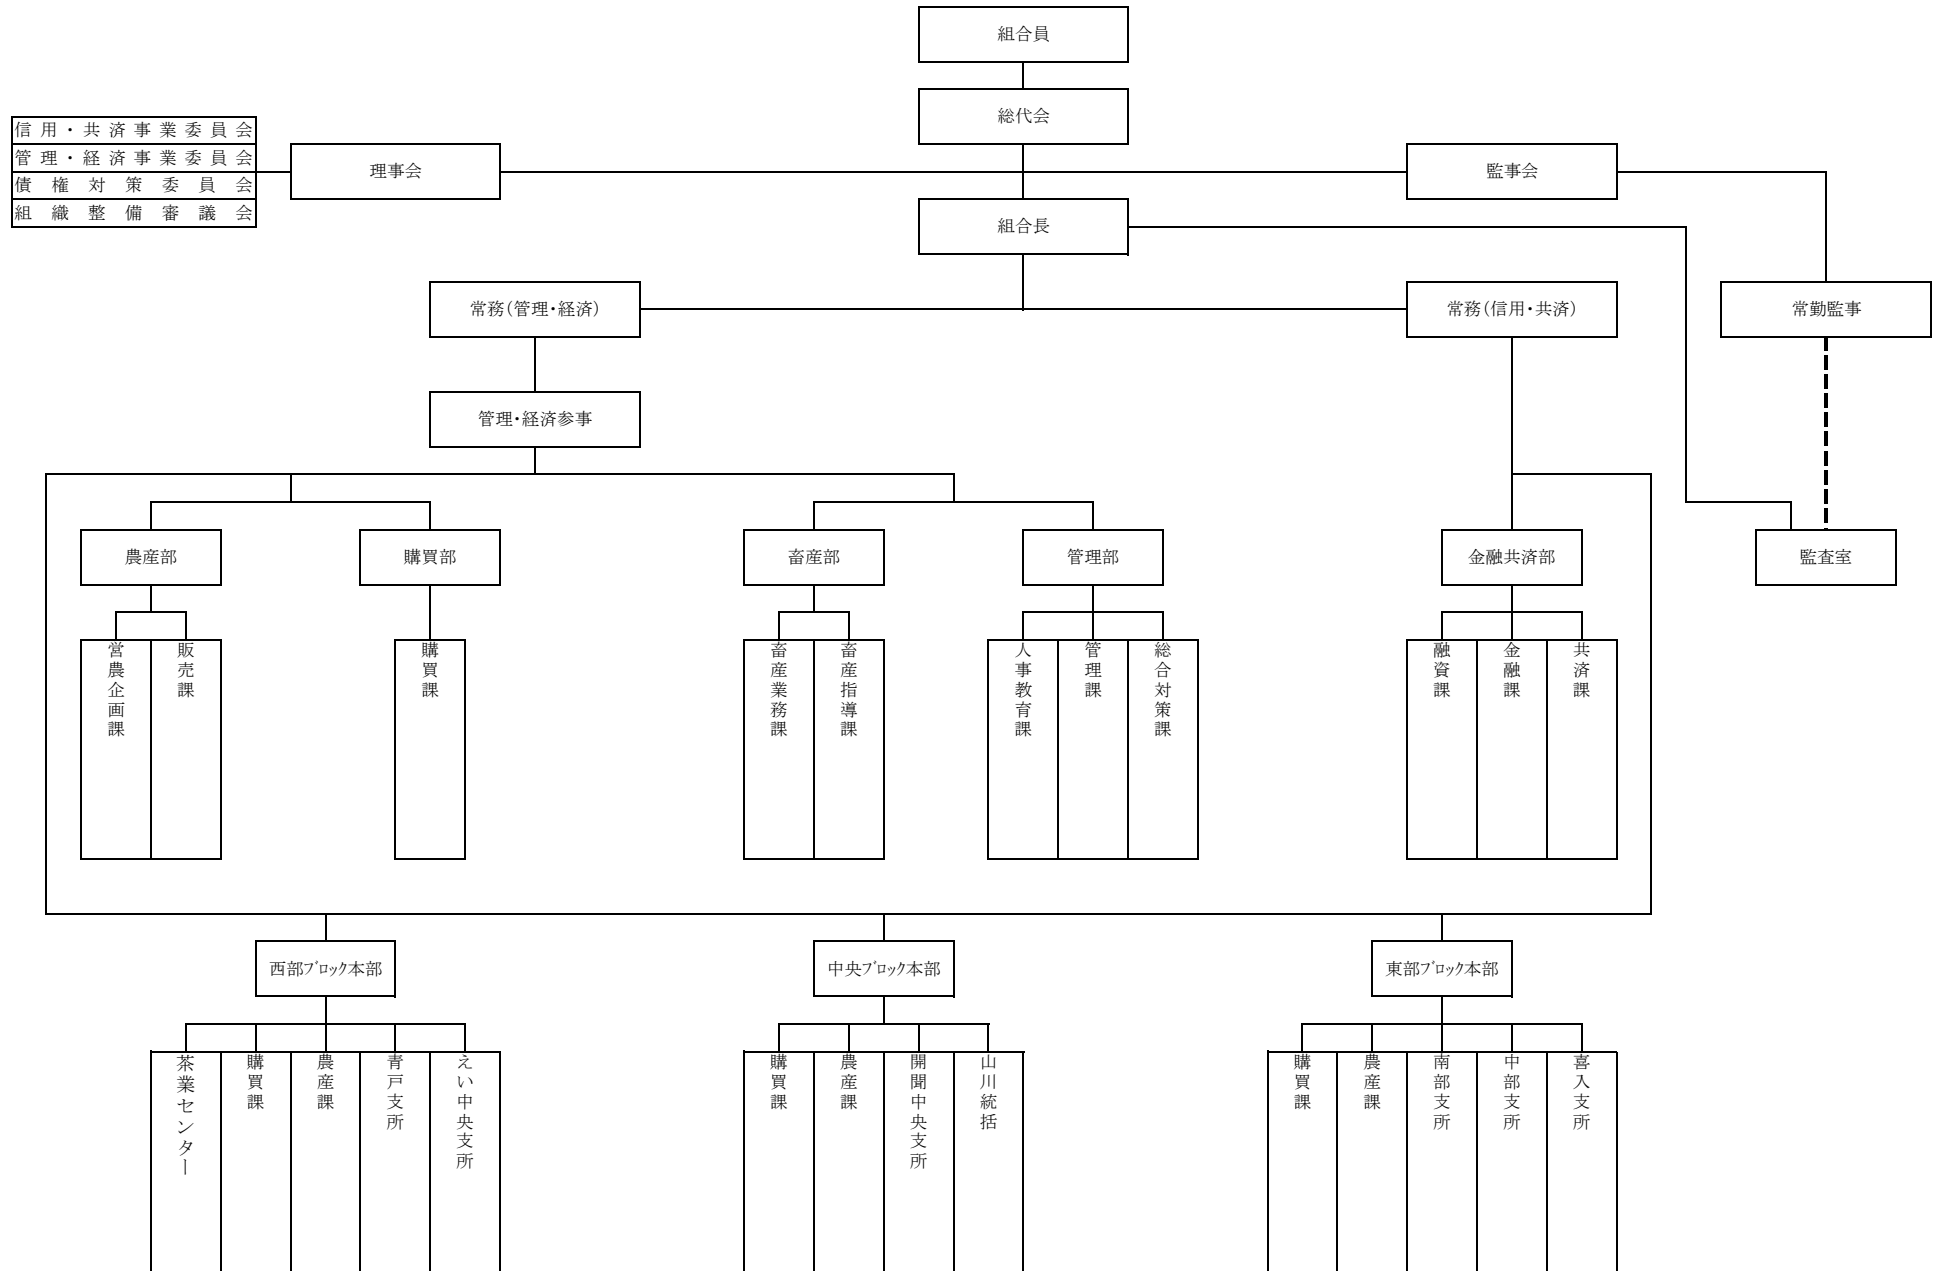 組合員
総代会
信用・共済事業委員会
管理・経済事業委員会
債権対策委員会
組織整備審議会
理事会
監事会
組合長
常務(管理・経済)
常務(信用・共済)
常勤監事
管理・経済参事
農産部
購買部
畜産部
管理部
金融共済部
監査室
営農企画課
販売課
購買課
畜産業務課
畜産指導課
人事教育課
管理課
総合対策課
融資課
金融課
共済課
西部ブロック本部
中央ブロック本部
東部ブロック本部
茶業センター
購買課
農産課
青戸支所
えい中央支所
購買課
農産課
開聞中央支所
山川統括
購買課
農産課
南部支所
中部支所
喜入支所